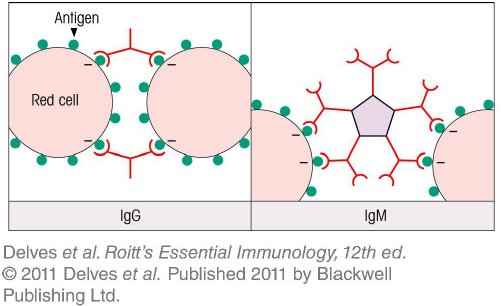 Antigen
Red cell
IgG
IgM
Delves et al. Roitt's Essential Immunology, 12th ed.
© 2011 Delves et al. Published 2011 by Blackwell
Publishing Ltd.